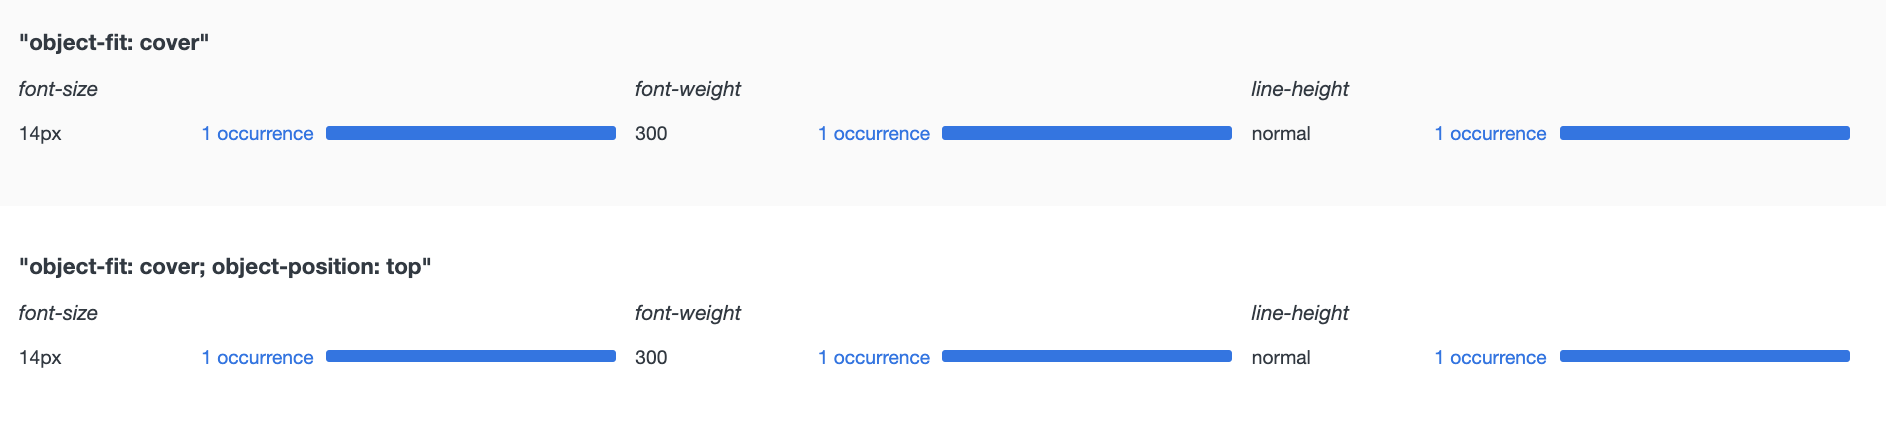 "object-fit: cover"
font-size font-weight line-height
14px 1 occurrence 300 1 occurrence normal 1 occurrence
"object-fit: cover; object-position: top"
font-size font-weight line-height
14px 1 occurrence 300 1 occurrence normal 1 occurrence